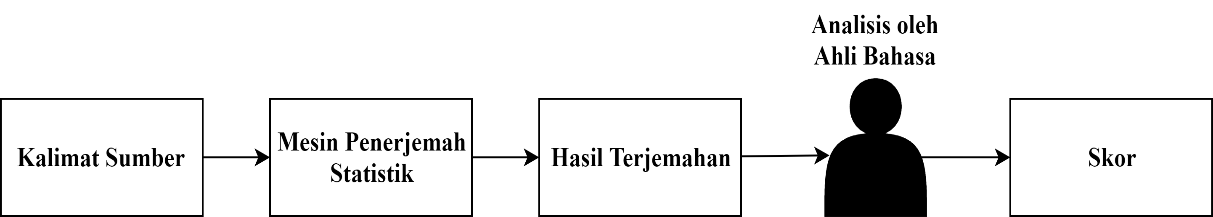 Kalimat Sumber
Mesin Penerjemah
Statistik
Hasil Terjemahan
Analisis oleh
Ahli Bahasa
Skor